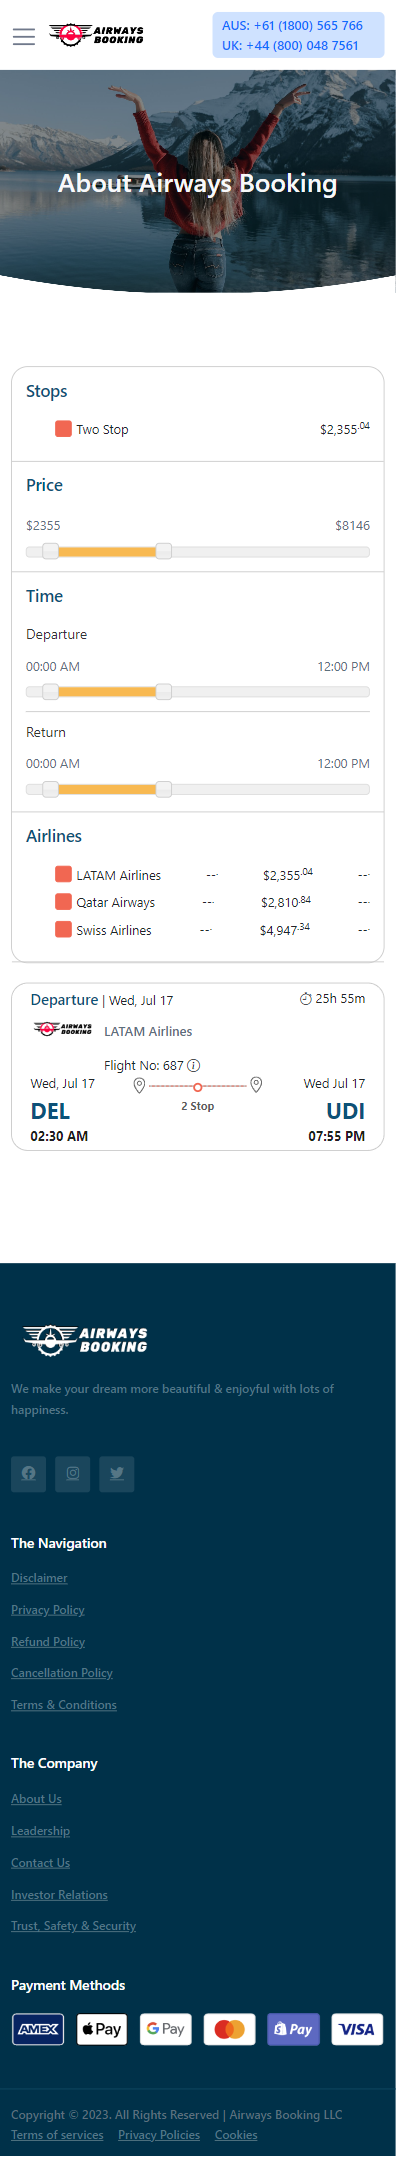 AIRWAYS
BOOKING
AUS: +61 (1800) 565 766
UK: +44 (800) 048 7561
About Airways Booking
Stops
Two Stop $2,355.04
Price
$2355 $8146
Time
Departure
00:00 AM 12:00 PM
Return
00:00 AM 12:00 PM
Airlines
LATAM Airlines --· $2,355.04 --·
Qatar Airways --· $2,810.84 --·
Swiss Airlines --· $4,947.34 --·
Departure | Wed, Jul 17 25h 55m
AIRWAYS
BOOKING
LATAM Airlines
Flight No: 687
Wed, Jul 17 Wed Jul 17
DEL 2 Stop UDI
02:30 AM 07:55 PM
AIRWAYS
BOOKING
We make your dream more beautiful & enjoyful with lots of
happiness.
The Navigation
Disclaimer
Privacy Policy
Refund Policy
Cancellation Policy
Terms & Conditions
The Company
About Us
Leadership
Contact Us
Investor Relations
Trust, Safety & Security
Payment Methods
AMEX Pay G Pay Pay VISA
Copyright © 2023. All Rights Reserved | Airways Booking LLC
Terms of services Privacy Policies Cookies